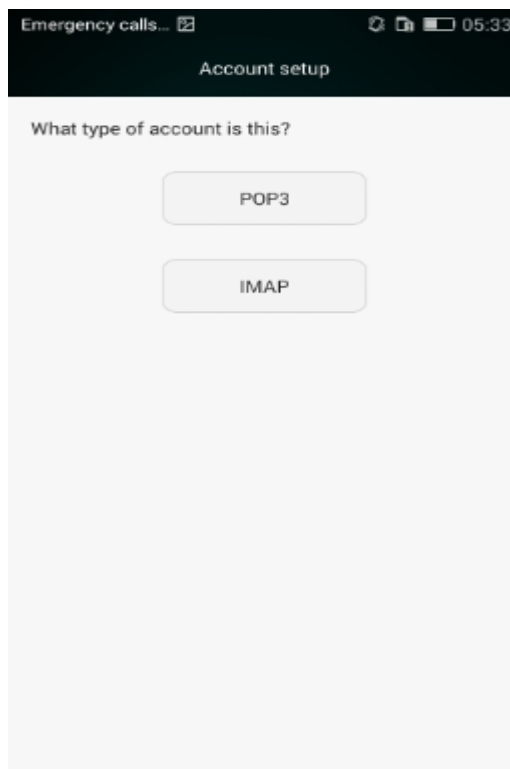 Emergency calls... 05:33
Account setup
What type of account is this?
POP3
IMAP